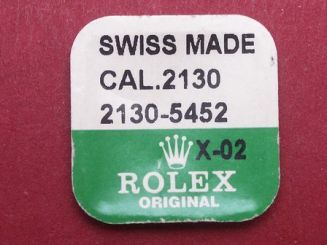 SWISS MADE
CAL.2130
2130-5452
X-02
ROLEX
ORIGINAL